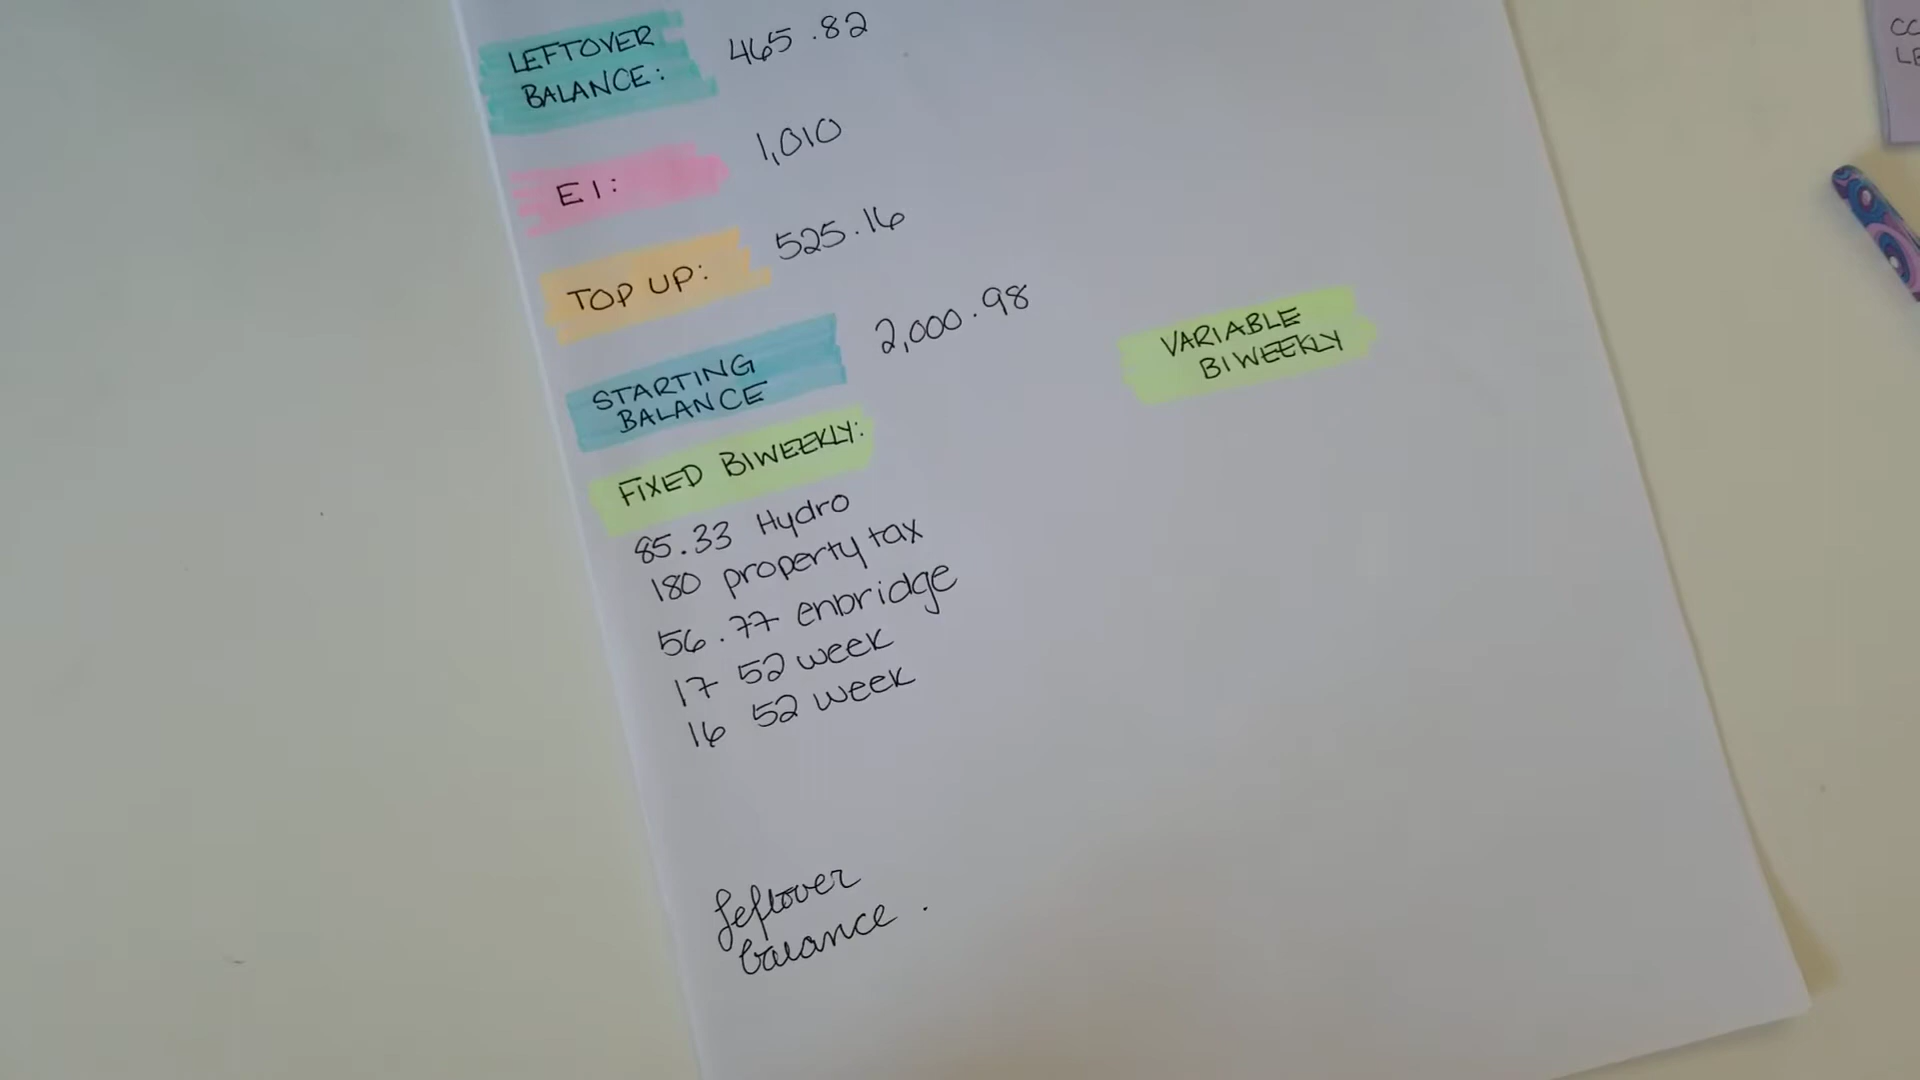 LEFTOVER
BALANCE: 465.82
EI: 1,010
TOP UP: 525.16
STARTING
BALANCE 2,000.98
FIXED BIWEEKLY:
85.33 Hydro
180 property tax
56.77 enbridge
17 52 week
16 52 week
leftover
balance.
VARIABLE
BIWEEKLY